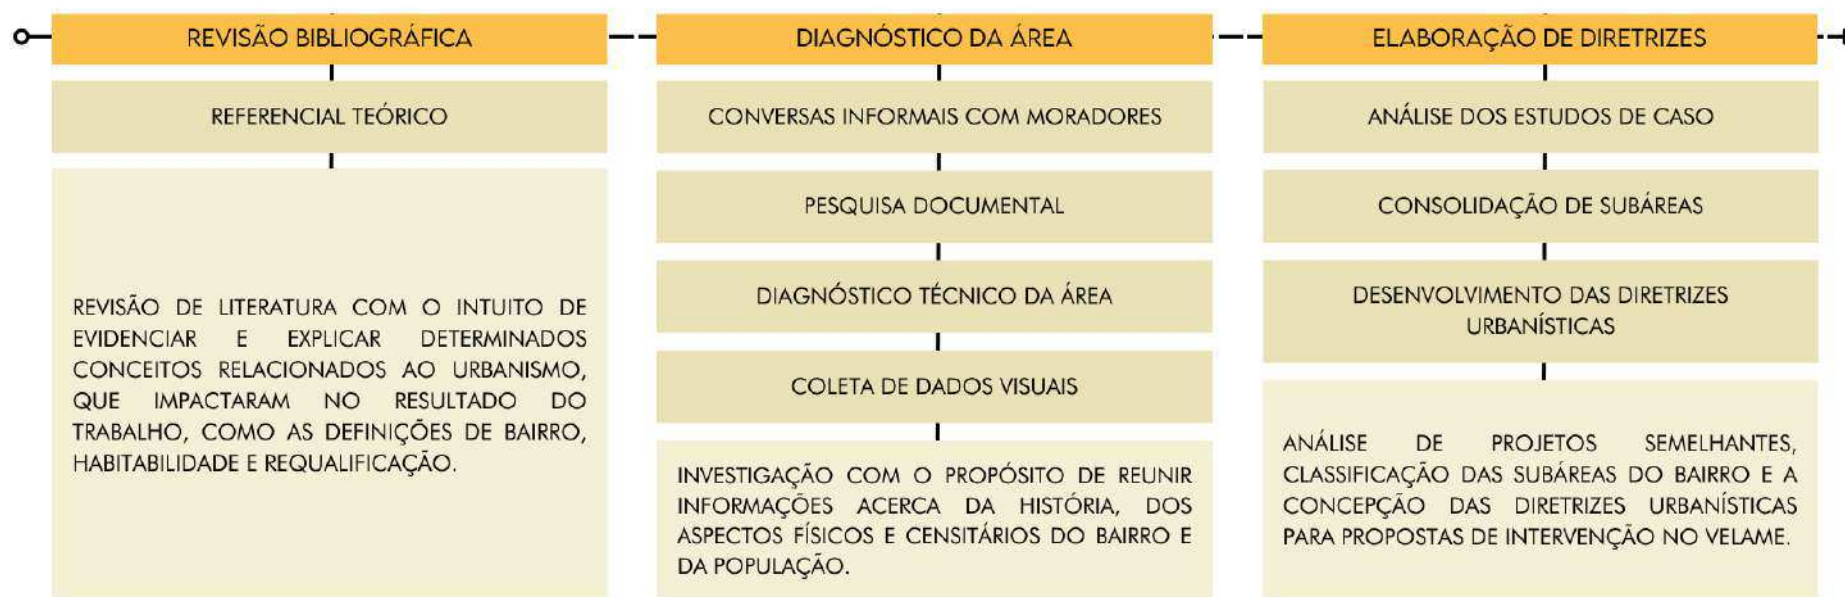 REVISÃO BIBLIOGRÁFICA
REFERENCIAL TEÓRICO
REVISÃO DE LITERATURA COM O INTUITO DE
EVIDENCIAR E EXPLICAR DETERMINADOS
CONCEITOS RELACIONADOS AO URBANISMO,
QUE IMPACTARAM NO RESULTADO DO
TRABALHO, COMO AS DEFINIÇÕES DE BAIRRO,
HABITABILIDADE E REQUALIFICAÇÃO.
DIAGNÓSTICO DA ÁREA
CONVERSAS INFORMAIS COM MORADORES
PESQUISA DOCUMENTAL
DIAGNÓSTICO TÉCNICO DA ÁREA
COLETA DE DADOS VISUAIS
INVESTIGAÇÃO COM O PROPÓSITO DE REUNIR
INFORMAÇÕES ACERCA DA HISTÓRIA, DOS
ASPECTOS FÍSICOS E CENSITÁRIOS DO BAIRRO E
DA POPULAÇÃO.
ELABORAÇÃO DE DIRETRIZES
ANÁLISE DOS ESTUDOS DE CASO
CONSOLIDAÇÃO DE SUBÁREAS
DESENVOLVIMENTO DAS DIRETRIZES
URBANÍSTICAS
ANÁLISE DE PROJETOS SEMELHANTES,
CLASSIFICAÇÃO DAS SUBÁREAS DO BAIRRO E A
CONCEPÇÃO DAS DIRETRIZES URBANÍSTICAS
PARA PROPOSTAS DE INTERVENÇÃO NO VELAME.